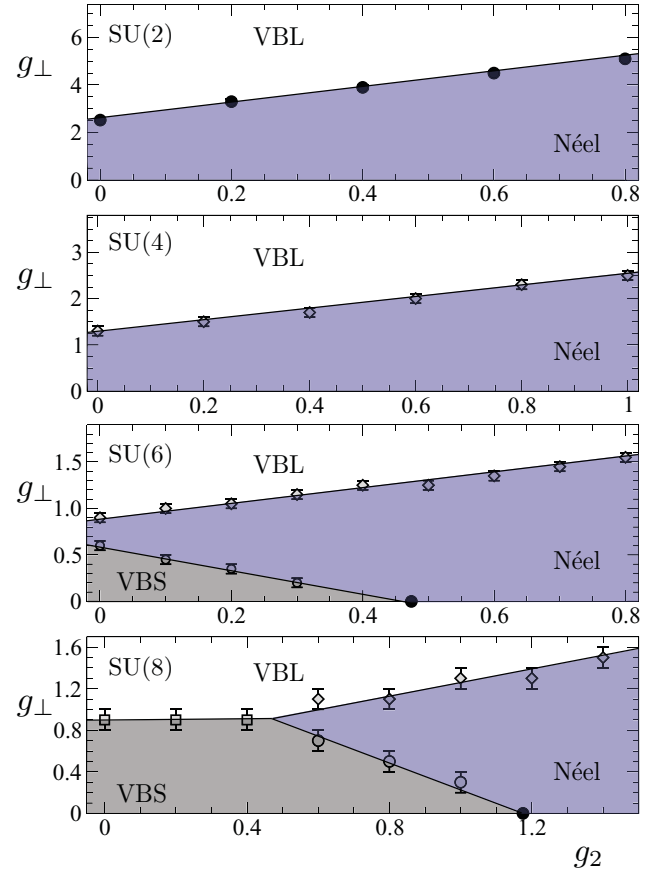 SU(2) VBL
g⊥
6
4
2
0
Néel
0 0.2 0.4 0.6 0.8
SU(4) VBL
g⊥
3
2
1
0
Néel
0 0.2 0.4 0.6 0.8 1
SU(6) VBL
g⊥
1.5
1.0
0.5
0
VBS Néel
0 0.2 0.4 0.6 0.8
SU(8) VBL
g⊥
1.6
1.2
0.8
0.4
0
VBS Néel
0 0.4 0.8 1.2
g2